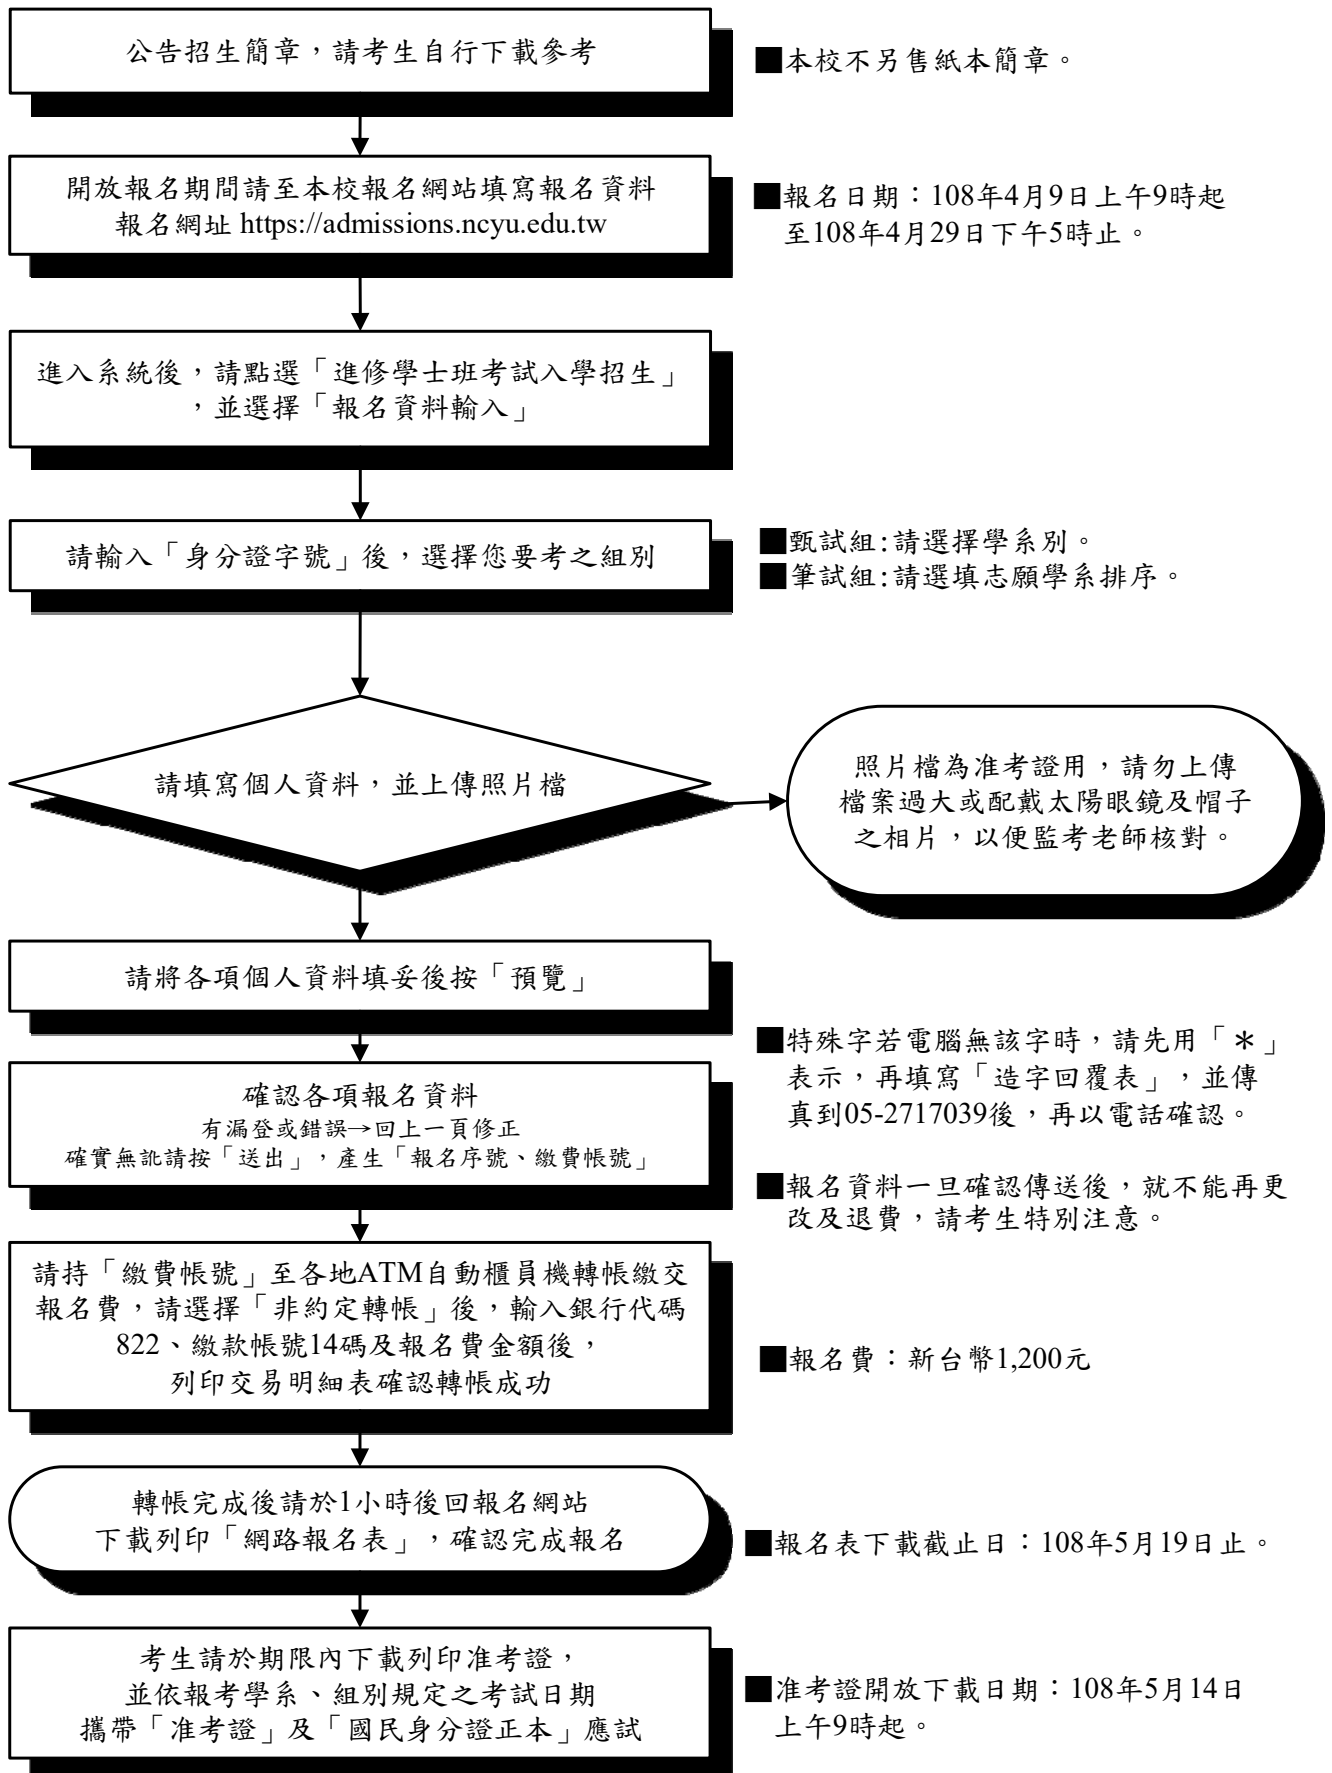 公告招生簡章，請考生自行下載參考
■本校不另售紙本簡章。
開放報名期間請至本校報名網站填寫報名資料
報名網址 https://admissions.ncyu.edu.tw
■報名日期：108年4月9日上午9時起
至108年4月29日下午5時止。
進入系統後，請點選「進修學士班考試入學招生」
，並選擇「報名資料輸入」
請輸入「身分證字號」後，選擇您要考之組別
■甄試組:請選擇學系別。
■筆試組:請選填志願學系排序。
請填寫個人資料，並上傳照片檔
照片檔為准考證用，請勿上傳
檔案過大或配戴太陽眼鏡及帽子
之相片，以便監考老師核對。
請將各項個人資料填妥後按「預覽」
■特殊字若電腦無該字時，請先用「＊」
表示，再填寫「造字回覆表」，並傳
真到05-2717039後，再以電話確認。
確認各項報名資料
有漏登或錯誤→回上一頁修正
確實無訛請按「送出」，產生「報名序號、繳費帳號」
■報名資料一旦確認傳送後，就不能再更
改及退費，請考生特別注意。
請持「繳費帳號」至各地ATM自動櫃員機轉帳繳交
報名費，請選擇「非約定轉帳」後，輸入銀行代碼
822、繳款帳號14碼及報名費金額後，
列印交易明細表確認轉帳成功
■報名費：新台幣1,200元
轉帳完成後請於1小時後回報名網站
下載列印「網路報名表」，確認完成報名
■報名表下載截止日：108年5月19日止。
考生請於期限內下載列印准考證，
並依報考學系、組別規定之考試日期
攜帶「准考證」及「國民身分證正本」應試
■准考證開放下載日期：108年5月14日
上午9時起。